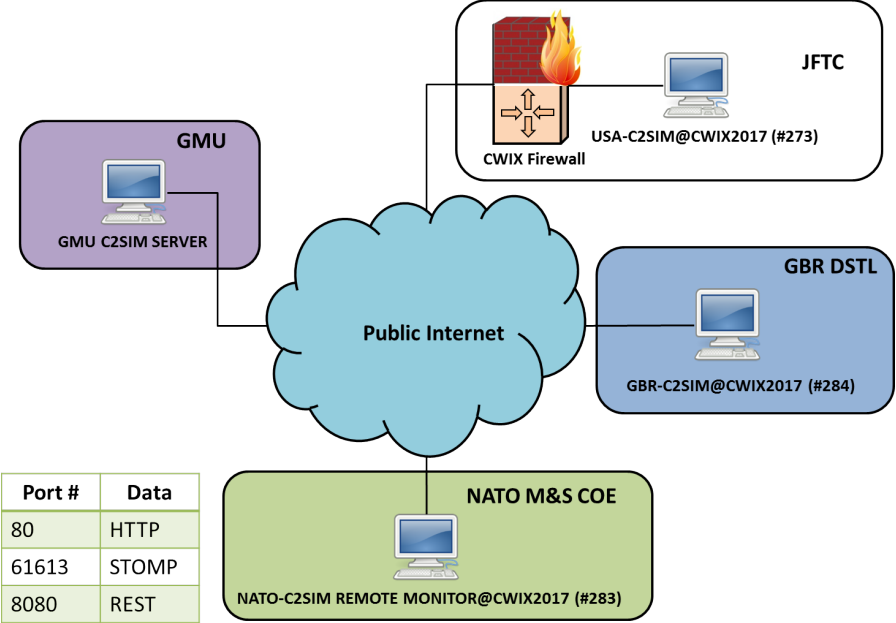 JFTC
USA-C2SIM@CWIX2017 (#273)
CWIX Firewall
GMU
GMU C2SIM SERVER
GBR DSTL
GBR-C2SIM@CWIX2017 (#284)
Public Internet
NATO M&S COE
NATO-C2SIM REMOTE MONITOR@CWIX2017 (#283)
Port # Data
80 HTTP
61613 STOMP
8080 REST